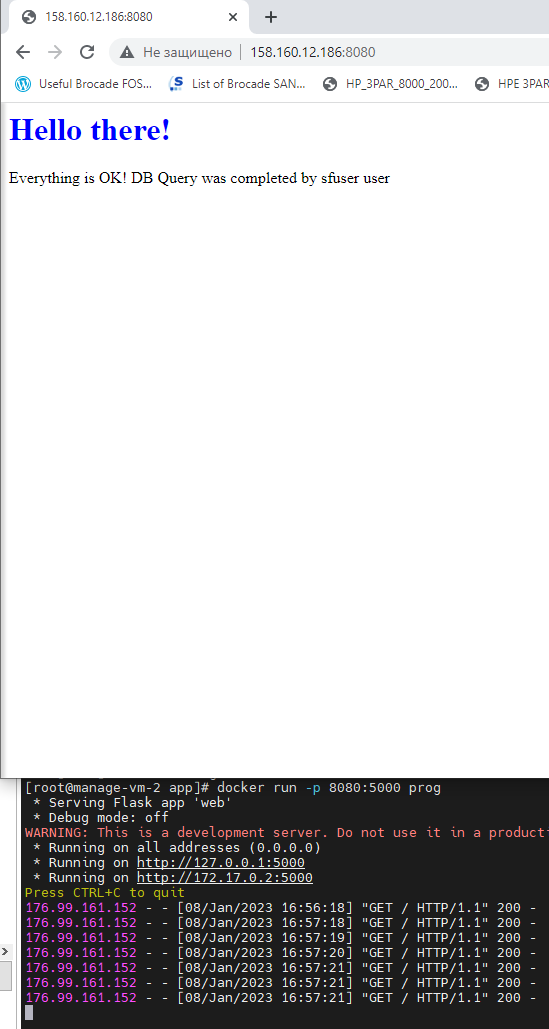 158.160.12.186:8080
Не защищено 158.160.12.186:8080
Useful Brocade FOS... List of Brocade SAN... HP_3PAR_8000_200... HPE 3PAR
Hello there!
Everything is OK! DB Query was completed by sfuser user
[root@manage-vm-2 app]# docker run -p 8080:5000 prog
* Serving Flask app 'web'
* Debug mode: off
WARNING: This is a development server. Do not use it in a product
* Running on all addresses (0.0.0.0)
* Running on http://127.0.0.1:5000
* Running on http://172.17.0.2:5000
Press CTRL+C to quit
176.99.161.152 - - [08/Jan/2023 16:56:18] "GET / HTTP/1.1" 200 -
176.99.161.152 - - [08/Jan/2023 16:57:18] "GET / HTTP/1.1" 200 -
176.99.161.152 - - [08/Jan/2023 16:57:19] "GET / HTTP/1.1" 200 -
176.99.161.152 - - [08/Jan/2023 16:57:20] "GET / HTTP/1.1" 200 -
176.99.161.152 - - [08/Jan/2023 16:57:21] "GET / HTTP/1.1" 200 -
176.99.161.152 - - [08/Jan/2023 16:57:21] "GET / HTTP/1.1" 200 -
176.99.161.152 - - [08/Jan/2023 16:57:21] "GET / HTTP/1.1" 200 -